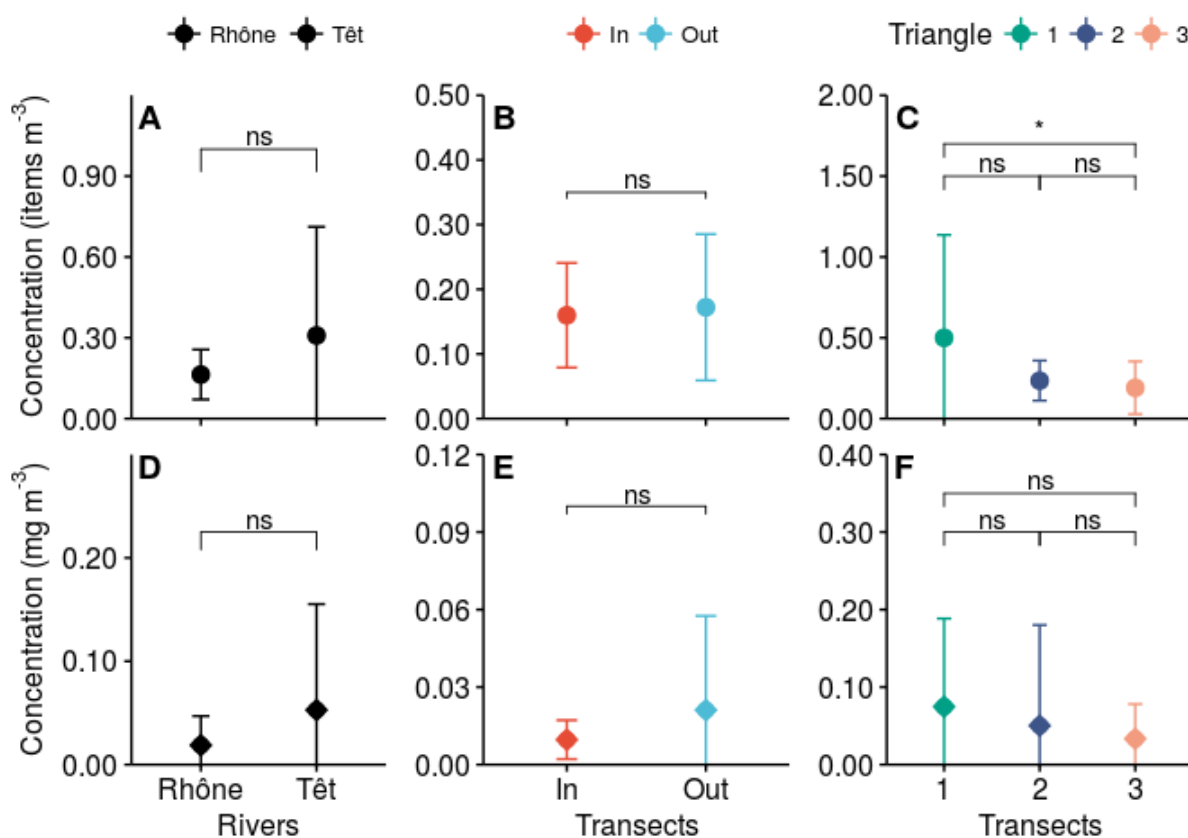 Rhône Têt
In Out
Triangle 1 2 3
Concentration (items m⁻³)
A
ns
0.90
0.60
0.30
0.00
B
0.50
0.40
ns
0.30
0.20
0.10
0.00
C
2.00
*
1.50
ns ns
1.00
0.50
0.00
Concentration (mg m⁻³)
D
ns
0.20
0.10
0.00
Rhône Têt
Rivers
E
0.12
ns
0.09
0.06
0.03
0.00
In Out
Transects
F
0.40
ns
0.30
ns ns
0.20
0.10
0.00
1 2 3
Transects